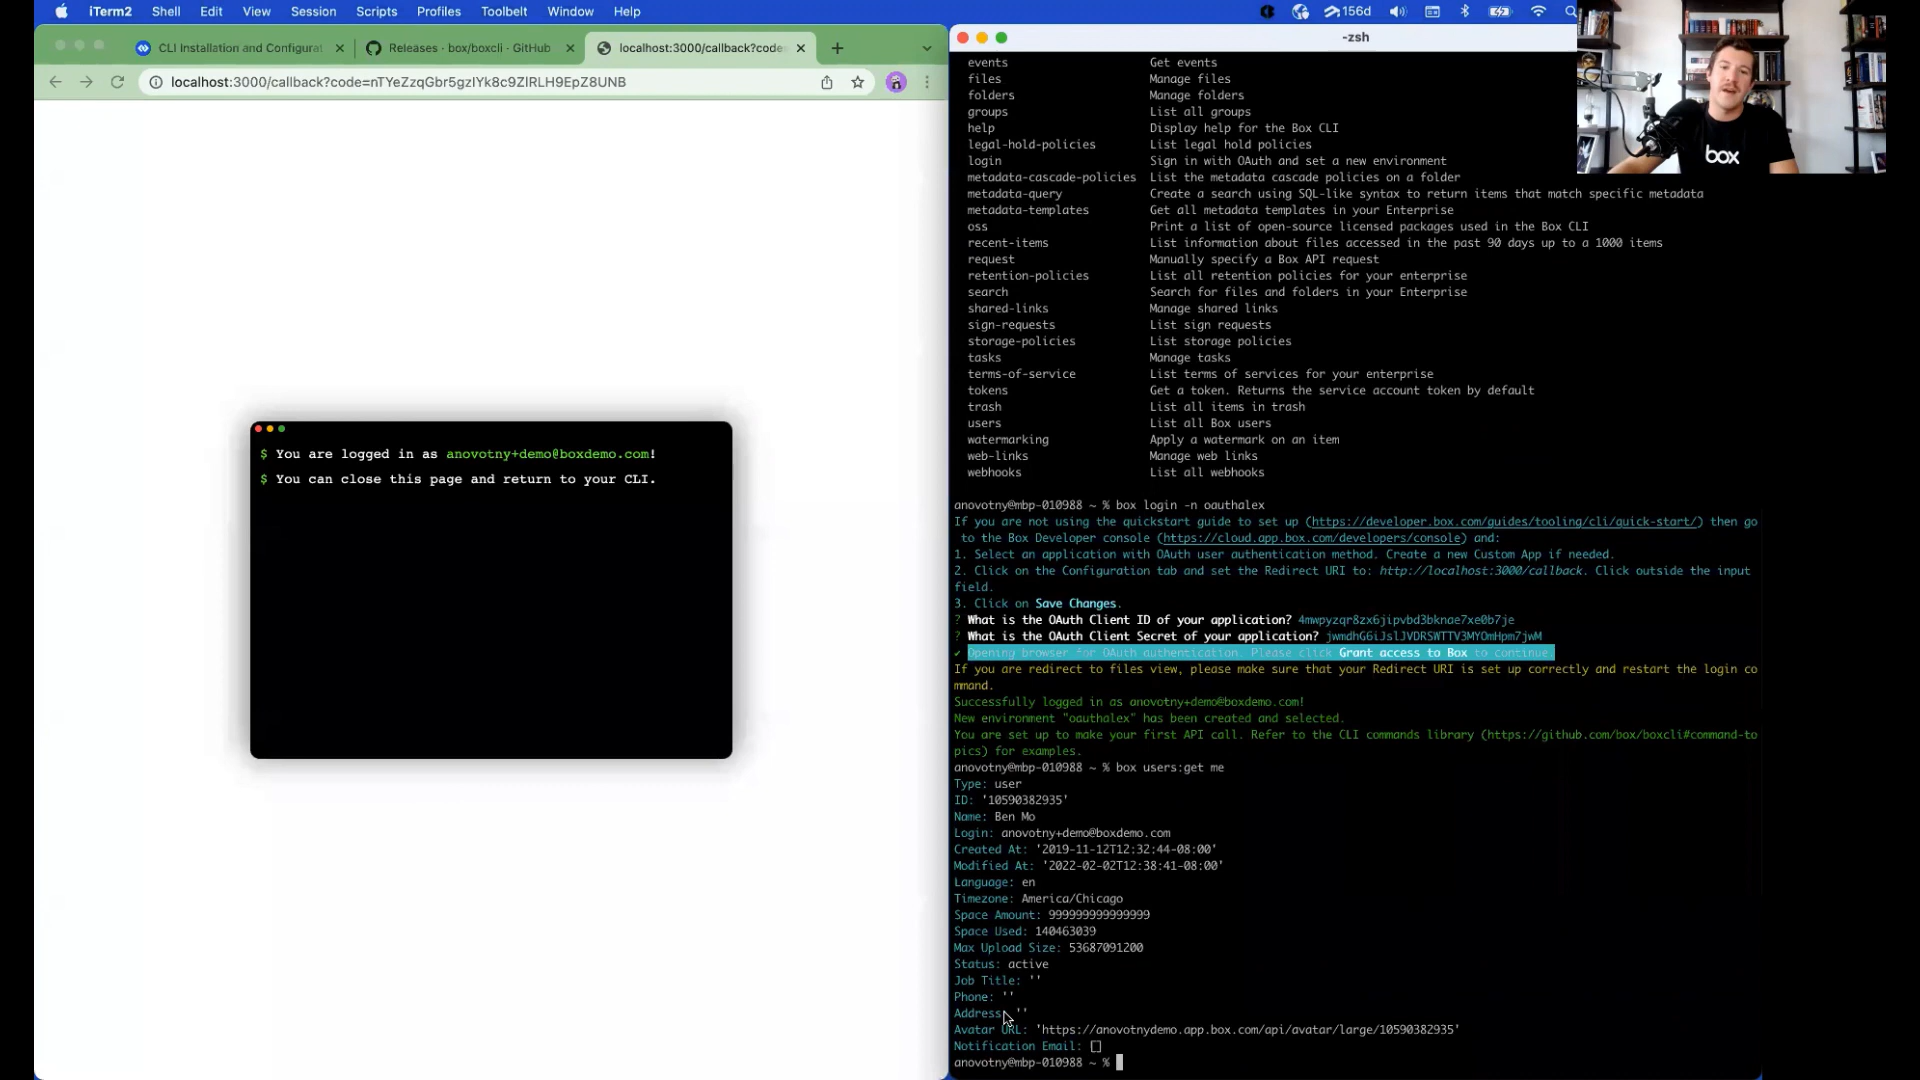 iTerm2 Shell Edit View Session Scripts Profiles Toolbelt Window Help
156d
CLI Installation and Configurat
Releases · box/boxcli · GitHub
localhost:3000/callback?code=
localhost:3000/callback?code=nTYeZzqGbr5gzIYk8c9ZlRLH9EpZ8UNB
$ You are logged in as anovotny+demo@boxdemo.com!
$ You can close this page and return to your CLI.
-zsh
box
events Get events
files Manage files
folders Manage folders
groups List all groups
help Display help for the Box CLI
legal-hold-policies List legal hold policies
login Sign in with OAuth and set a new environment
metadata-cascade-policies List the metadata cascade policies on a folder
metadata-query Create a search using SQL-like syntax to return items that match specific metadata
metadata-templates Get all metadata templates in your Enterprise
oss Print a list of open-source licensed packages used in the Box CLI
recent-items List information about files accessed in the past 90 days up to a 1000 items
request Manually specify a Box API request
retention-policies List all retention policies for your enterprise
search Search for files and folders in your Enterprise
shared-links Manage shared links
sign-requests List sign requests
storage-policies List storage policies
tasks Manage tasks
terms-of-service List terms of services for your enterprise
tokens Get a token. Returns the service account token by default
trash List all items in trash
users List all Box users
watermarking Apply a watermark on an item
web-links Manage web links
webhooks List all webhooks
anovotny@mbp-010988 ~ % box login -n oauthalex
If you are not using the quickstart guide to set up (https://developer.box.com/guides/tooling/cli/quick-start/) then go
to the Box Developer console (https://cloud.app.box.com/developers/console) and:
1. Select an application with OAuth user authentication method. Create a new Custom App if needed.
2. Click on the Configuration tab and set the Redirect URI to: http://localhost:3000/callback. Click outside the input
field.
3. Click on Save Changes.
? What is the OAuth Client ID of your application? 4mwpyzqr8zx6jipvbd3bknae7xe0b7je
? What is the OAuth Client Secret of your application? jwmdhG6iJslJVDRSWTTV3MYOmHpm7jwM
✔ Opening browser for OAuth authentication. Please click Grant access to Box to continue.
If you are redirect to files view, please make sure that your Redirect URI is set up correctly and restart the login co
mmand.
Successfully logged in as anovotny+demo@boxdemo.com!
New environment "oauthalex" has been created and selected.
You are set up to make your first API call. Refer to the CLI commands library (https://github.com/box/boxcli#command-to
pics) for examples.
anovotny@mbp-010988 ~ % box users:get me
Type: user
ID: '10590382935'
Name: Ben Mo
Login: anovotny+demo@boxdemo.com
Created At: '2019-11-12T12:32:44-08:00'
Modified At: '2022-02-02T12:38:41-08:00'
Language: en
Timezone: America/Chicago
Space Amount: 999999999999999
Space Used: 140463039
Max Upload Size: 53687091200
Status: active
Job Title: ''
Phone: ''
Address: ''
Avatar URL: 'https://anovotnydemo.app.box.com/api/avatar/large/10590382935'
Notification Email: []
anovotny@mbp-010988 ~ %